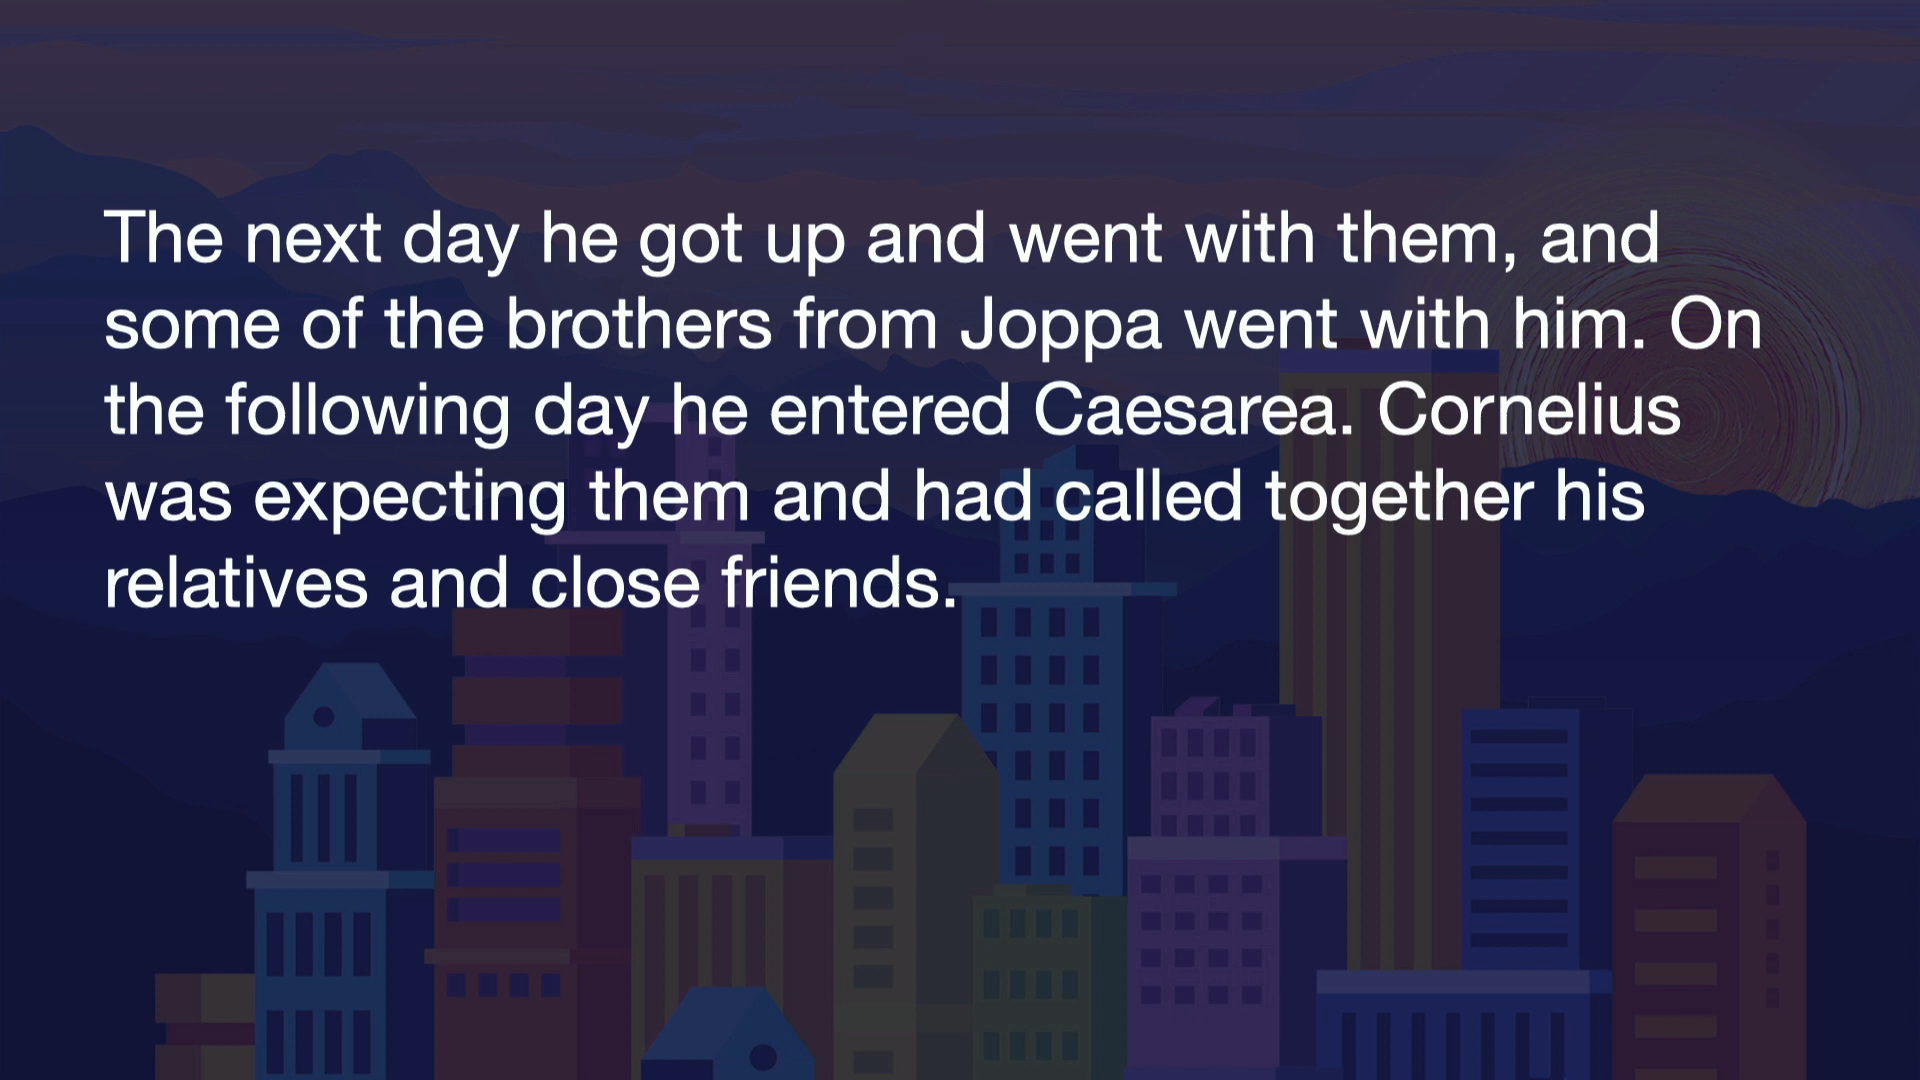 The next day he got up and went with them, and
some of the brothers from Joppa went with him. On
the following day he entered Caesarea. Cornelius
was expecting them and had called together his
relatives and close friends.